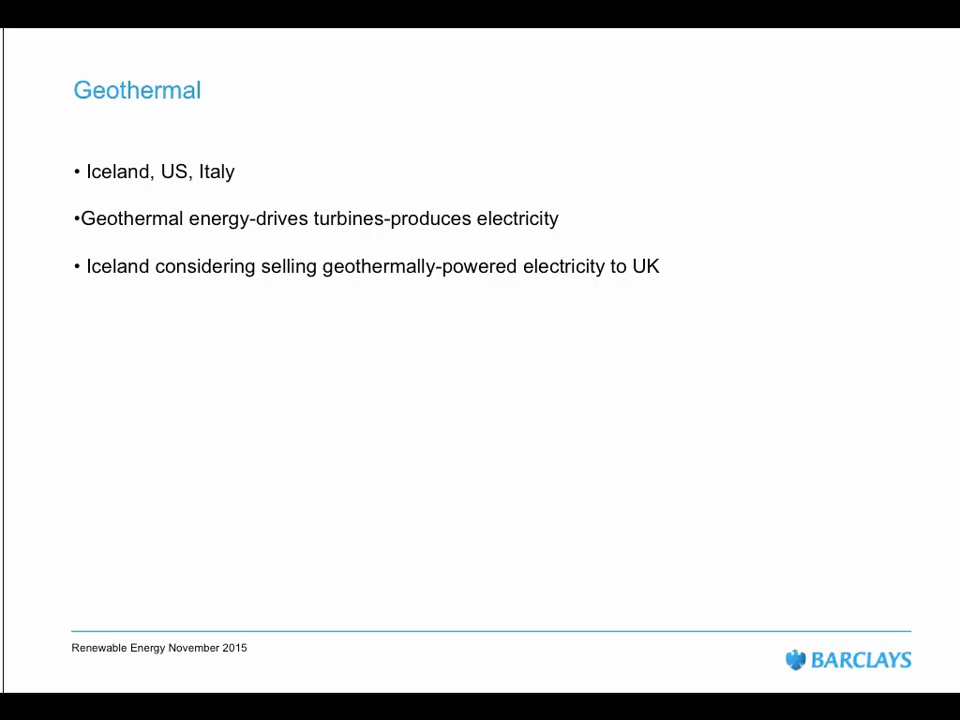 Geothermal
• Iceland, US, Italy
•Geothermal energy-drives turbines-produces electricity
• Iceland considering selling geothermally-powered electricity to UK
Renewable Energy November 2015
BARCLAYS